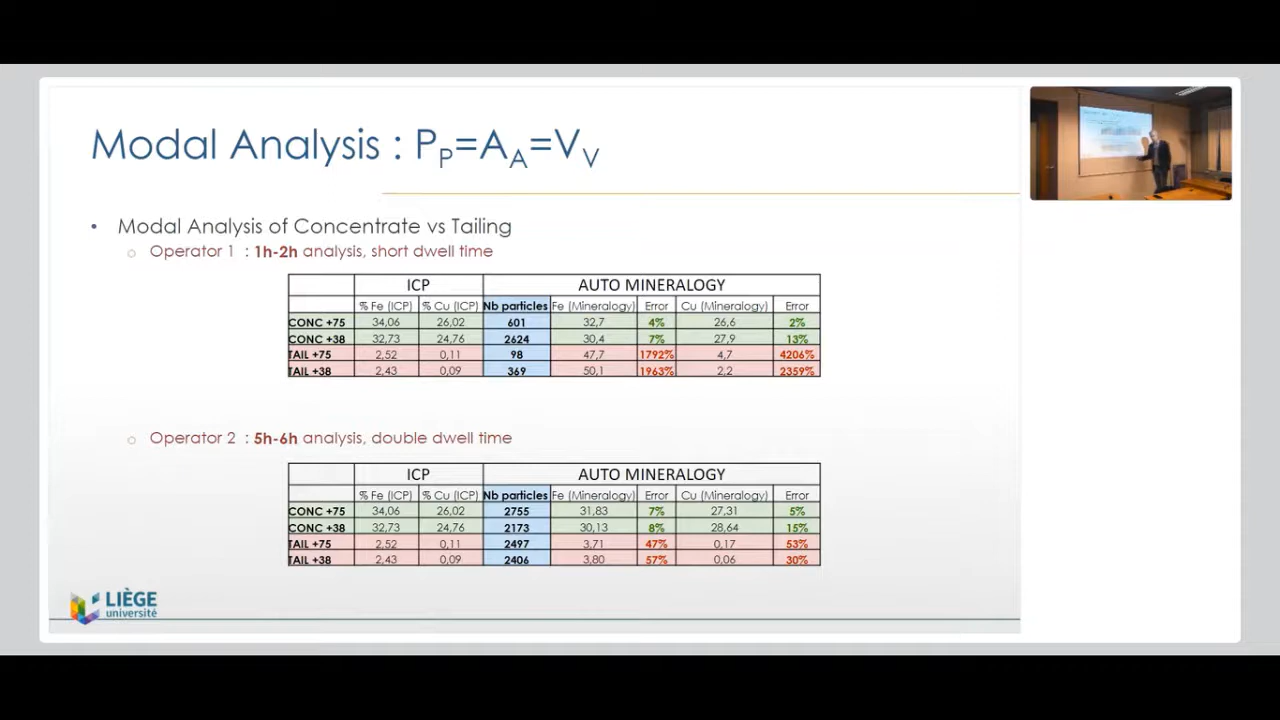 Modal Analysis : PP=AA=VV
• Modal Analysis of Concentrate vs Tailing
○ Operator 1 : 1h-2h analysis, short dwell time
ICP AUTO MINERALOGY
% Fe (ICP) % Cu (ICP) Nb particles Fe (Mineralogy) Error Cu (Mineralogy) Error
CONC +75 34,06 26,02 601 32,7 4% 26,6 2%
CONC +38 32,73 24,76 2624 30,4 7% 27,9 13%
TAIL +75 2,52 0,11 98 47,7 1792% 4,7 4206%
TAIL +38 2,43 0,09 369 50,1 1963% 2,2 2359%
○ Operator 2 : 5h-6h analysis, double dwell time
ICP AUTO MINERALOGY
% Fe (ICP) % Cu (ICP) Nb particles Fe (Mineralogy) Error Cu (Mineralogy) Error
CONC +75 34,06 26,02 2755 31,83 7% 27,31 5%
CONC +38 32,73 24,76 2173 30,13 8% 28,64 15%
TAIL +75 2,52 0,11 2497 3,71 47% 0,17 53%
TAIL +38 2,43 0,09 2406 3,80 57% 0,06 30%
LIÈGE
université